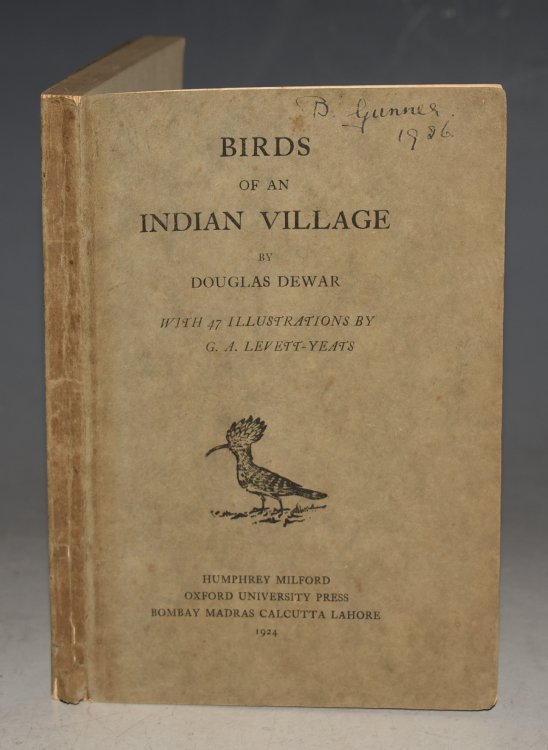 B. Gunner.
1926.
BIRDS
OF AN
INDIAN VILLAGE
BY
DOUGLAS DEWAR
WITH 47 ILLUSTRATIONS BY
G. A. LEVETT-YEATS
HUMPHREY MILFORD
OXFORD UNIVERSITY PRESS
BOMBAY MADRAS CALCUTTA LAHORE
1924